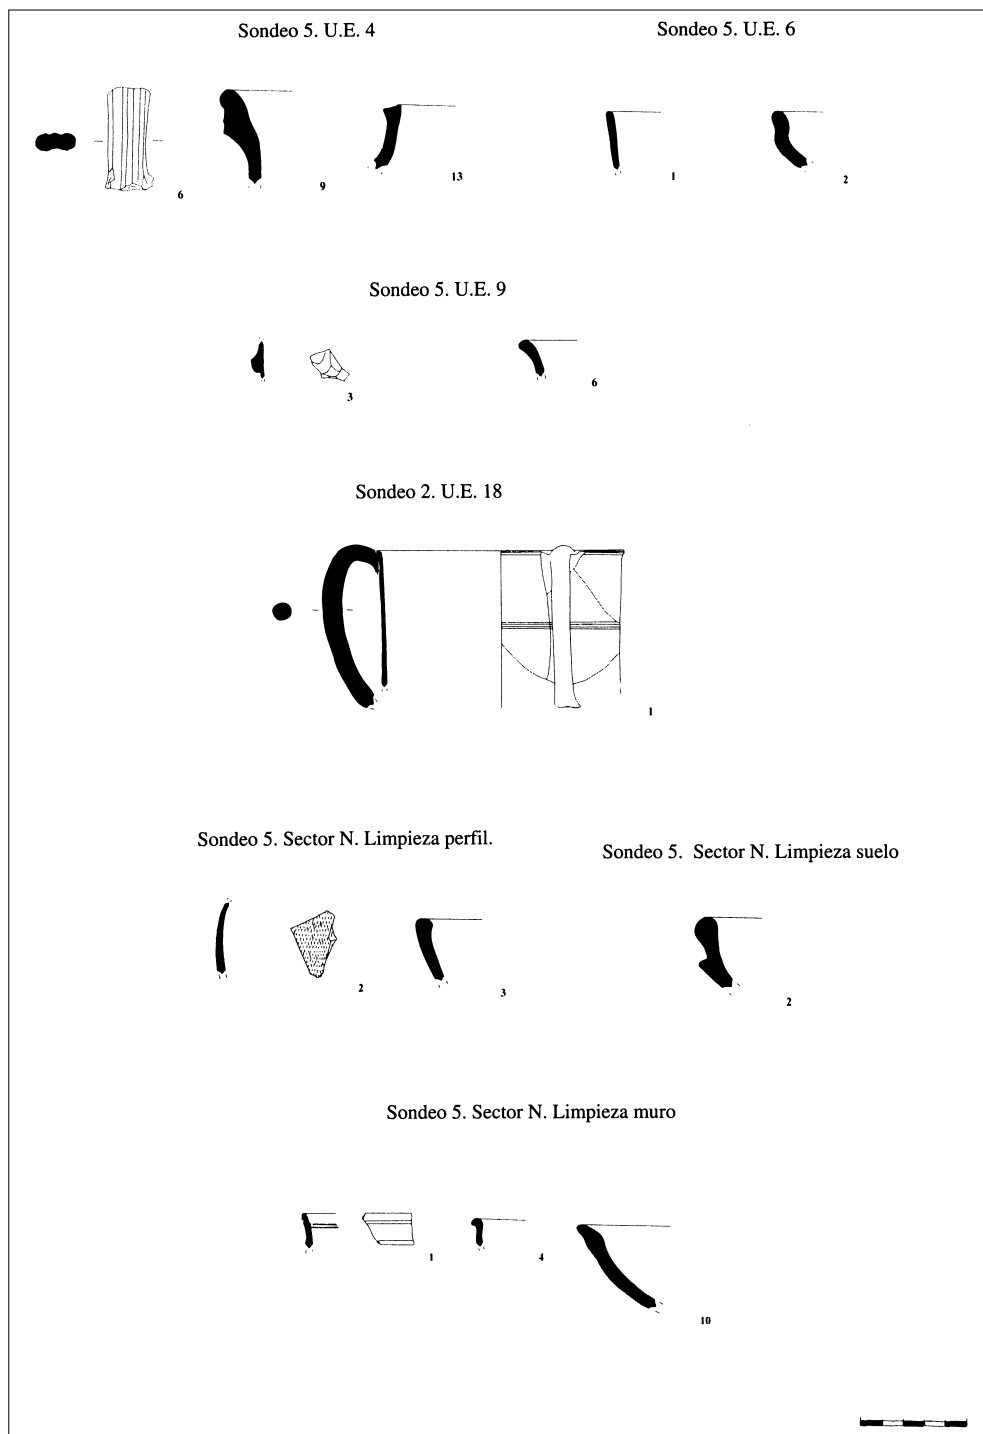 Sondeo 5. U.E. 4
Sondeo 5. U.E. 6
6
9
13
1
2
Sondeo 5. U.E. 9
3
6
Sondeo 2. U.E. 18
1
Sondeo 5. Sector N. Limpieza perfil.
Sondeo 5. Sector N. Limpieza suelo
2
3
2
Sondeo 5. Sector N. Limpieza muro
1
4
10